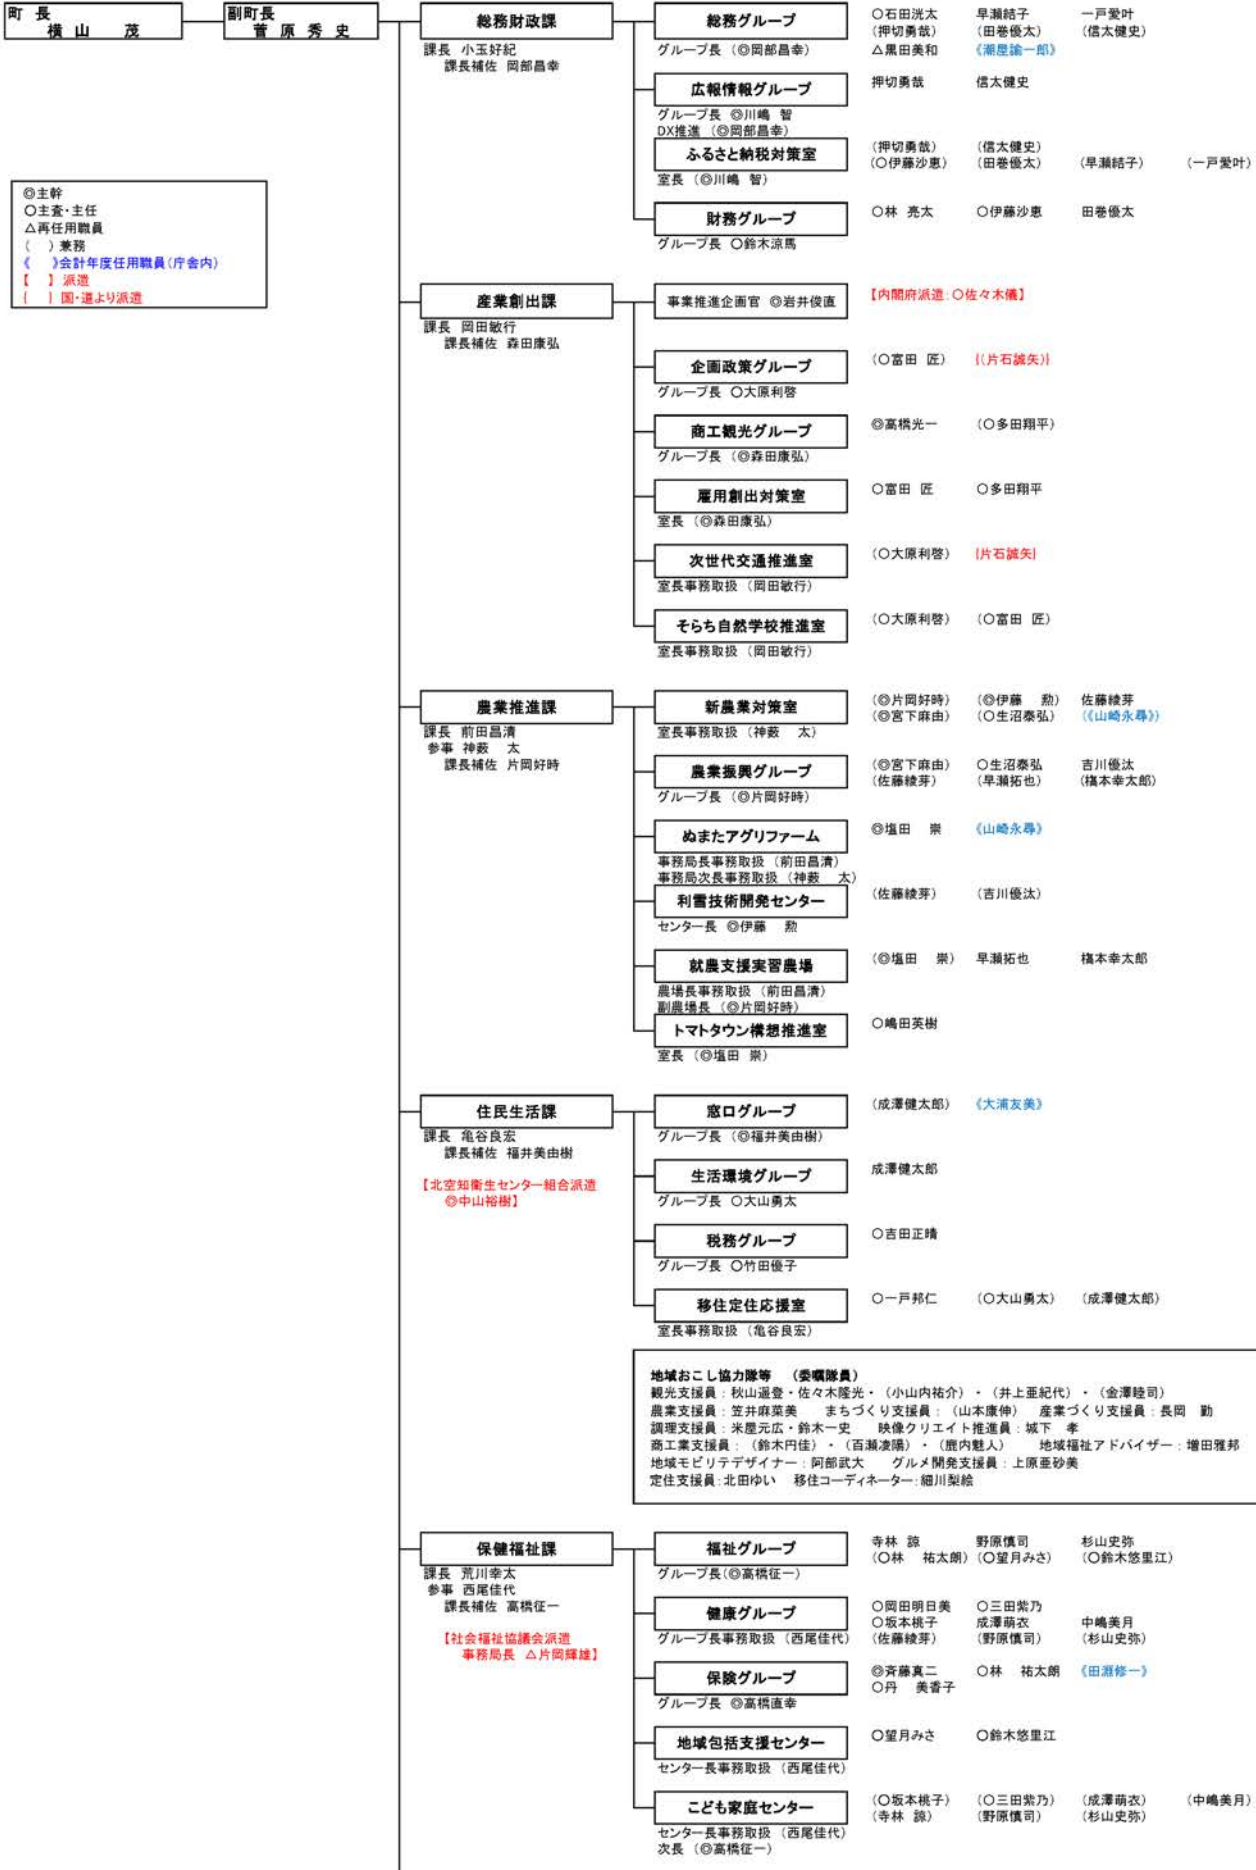 町 長
横 山 茂
副町長
菅 原 秀 史
◎主幹
○主査・主任
△再任用職員
( ) 兼務
《 》会計年度任用職員(庁舎内)
【 】 派遣
{ } 国・道より派遣
総務財政課
課長 小玉好紀
課長補佐 岡部昌幸
総務グループ
グループ長 (◎岡部昌幸)
○石田洸太 早瀬結子 一戸愛叶
(押切勇哉) (田巻優太) (信太健史)
△黒田美和 《潮屋諭一郎》
広報情報グループ
グループ長 ◎川嶋 智
DX推進 (◎岡部昌幸)
押切勇哉 信太健史
ふるさと納税対策室
室長 (◎川嶋 智)
(押切勇哉) (信太健史)
(○伊藤沙恵) (田巻優太) (早瀬結子) (一戸愛叶)
財務グループ
グループ長 ○鈴木涼馬
○林 亮太 ○伊藤沙恵 田巻優太
産業創出課
課長 岡田敏行
課長補佐 森田康弘
事業推進企画官 ◎岩井俊直
【内閣府派遣:○佐々木儀】
企画政策グループ
グループ長 ○大原利啓
(○富田 匠) {(片石誠矢)}
商工観光グループ
グループ長 (◎森田康弘)
◎高橋光一 (○多田翔平)
雇用創出対策室
室長 (◎森田康弘)
○富田 匠 ○多田翔平
次世代交通推進室
室長事務取扱 (岡田敏行)
(○大原利啓) {片石誠矢}
そらち自然学校推進室
室長事務取扱 (岡田敏行)
(○大原利啓) (○富田 匠)
農業推進課
課長 前田昌清
参事 神薮 太
課長補佐 片岡好時
新農業対策室
室長事務取扱 (神薮 太)
(◎片岡好時) (◎伊藤 勲) 佐藤綾芽
(◎宮下麻由) (○生沼泰弘) (《山崎永尋》)
農業振興グループ
グループ長 (◎片岡好時)
(◎宮下麻由) ○生沼泰弘 吉川優汰
(佐藤綾芽) (早瀬拓也) (橅本幸太郎)
ぬまたアグリファーム
事務局長事務取扱 (前田昌清)
事務局次長事務取扱 (神薮 太)
◎塩田 崇 《山崎永尋》
利雪技術開発センター
センター長 ◎伊藤 勲
(佐藤綾芽) (吉川優汰)
就農支援実習農場
農場長事務取扱 (前田昌清)
副農場長 (◎片岡好時)
(◎塩田 崇) 早瀬拓也 橅本幸太郎
トマトタウン構想推進室
室長 (◎塩田 崇)
○嶋田英樹
住民生活課
課長 亀谷良宏
課長補佐 福井美由樹
【北空知衛生センター組合派遣
◎中山裕樹】
窓口グループ
グループ長 (◎福井美由樹)
(成澤健太郎) 《大浦友美》
生活環境グループ
グループ長 ○大山勇太
成澤健太郎
税務グループ
グループ長 ○竹田優子
○吉田正晴
移住定住応援室
室長事務取扱 (亀谷良宏)
○一戸邦仁 (○大山勇太) (成澤健太郎)
地域おこし協力隊等 (委嘱隊員)
観光支援員:秋山遥登・佐々木隆光・(小山内祐介)・(井上亜紀代)・(金澤睦司)
農業支援員:笠井麻菜美 まちづくり支援員:(山本康伸) 産業づくり支援員:長岡 勤
調理支援員:米屋元広・鈴木一史 映像クリエイト推進員:城下 孝
商工業支援員:(鈴木円佳)・(百瀬凌陽)・(鹿内魅人) 地域福祉アドバイザー:増田雅邦
地域モビリテデザイナー:阿部武大 グルメ開発支援員:上原亜砂美
定住支援員:北田ゆい 移住コーディネーター:細川梨絵
保健福祉課
課長 荒川幸太
参事 西尾佳代
課長補佐 高橋征一
【社会福祉協議会派遣
事務局長 △片岡輝雄】
福祉グループ
グループ長(◎高橋征一)
寺林 諒 野原慎司 杉山史弥
(○林 祐太朗) (○望月みさ) (○鈴木悠里江)
健康グループ
グループ長事務取扱 (西尾佳代)
○岡田明日美 ○三田紫乃
○坂本桃子 成澤萌衣 中嶋美月
(佐藤綾芽) (野原慎司) (杉山史弥)
保険グループ
グループ長 ◎高橋直幸
◎斉藤真二 ○林 祐太朗 《田淵修一》
○丹 美香子
地域包括支援センター
センター長事務取扱 (西尾佳代)
○望月みさ ○鈴木悠里江
こども家庭センター
センター長事務取扱 (西尾佳代)
次長 (◎高橋征一)
(○坂本桃子) (○三田紫乃) (成澤萌衣) (中嶋美月)
(寺林 諒) (野原慎司) (杉山史弥)